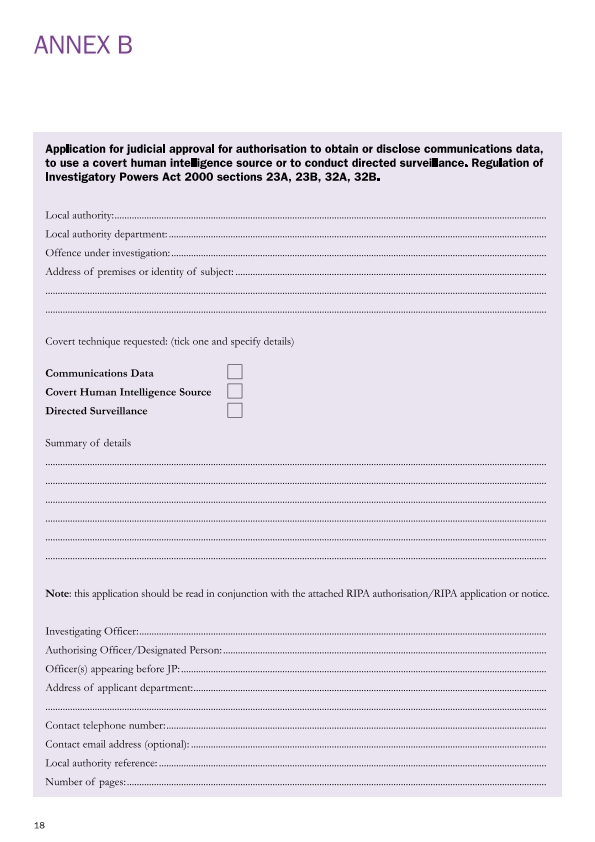 ANNEX B
Application for judicial approval for authorisation to obtain or disclose communications data,
to use a covert human intelligence source or to conduct directed surveillance. Regulation of
Investigatory Powers Act 2000 sections 23A, 23B, 32A, 32B.
Local authority:
Local authority department:
Offence under investigation:
Address of premises or identity of subject:
Covert technique requested: (tick one and specify details)
Communications Data
Covert Human Intelligence Source
Directed Surveillance
Summary of details
Note: this application should be read in conjunction with the attached RIPA authorisation/RIPA application or notice.
Investigating Officer:
Authorising Officer/Designated Person:
Officer(s) appearing before JP:
Address of applicant department:
Contact telephone number:
Contact email address (optional):
Local authority reference:
Number of pages:
18